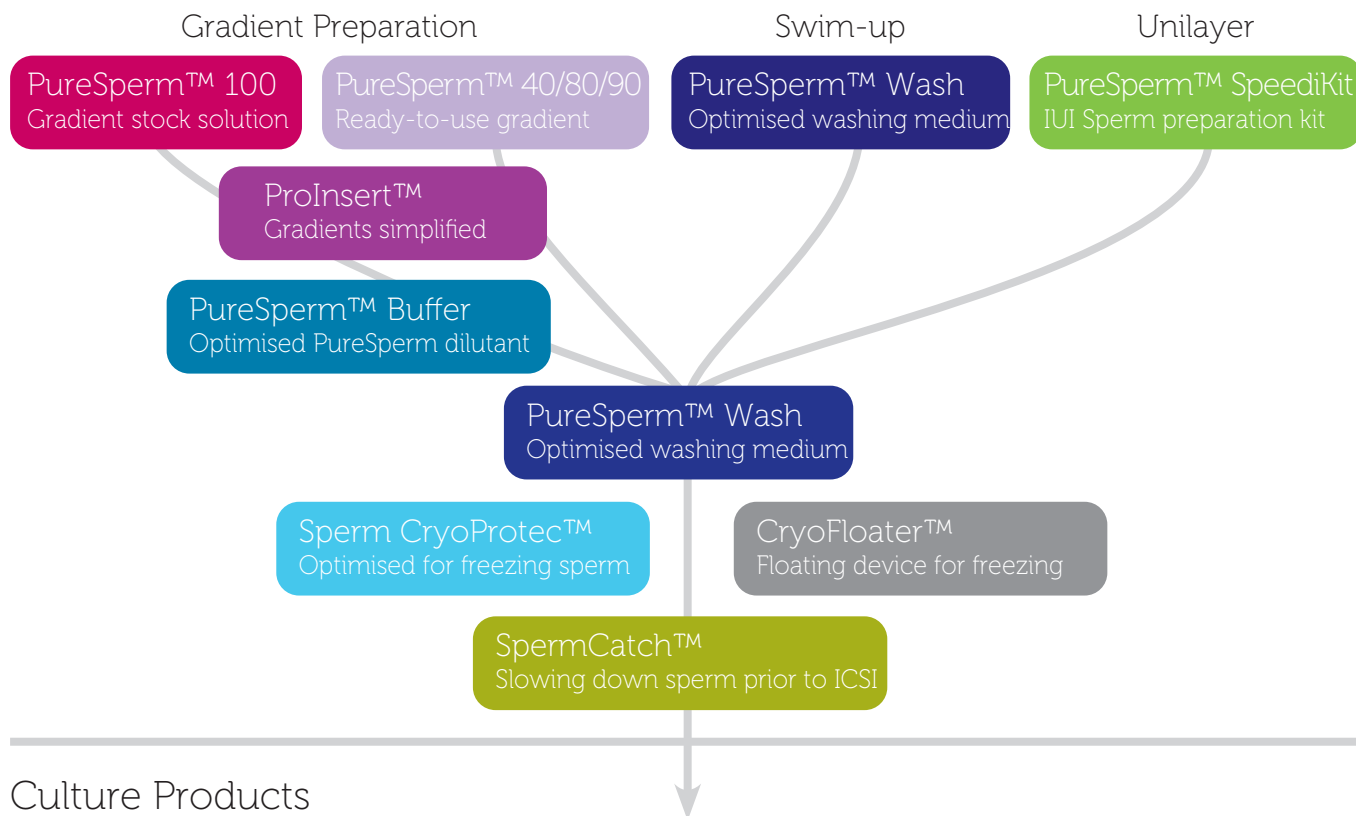 Gradient Preparation
Swim-up
Unilayer
PureSperm™ 100
Gradient stock solution
PureSperm™ 40/80/90
Ready-to-use gradient
PureSperm™ Wash
Optimised washing medium
PureSperm™ SpeediKit
IUI Sperm preparation kit
ProInsert™
Gradients simplified
PureSperm™ Buffer
Optimised PureSperm dilutant
PureSperm™ Wash
Optimised washing medium
Sperm CryoProtec™
Optimised for freezing sperm
CryoFloater™
Floating device for freezing
SpermCatch™
Slowing down sperm prior to ICSI
Culture Products